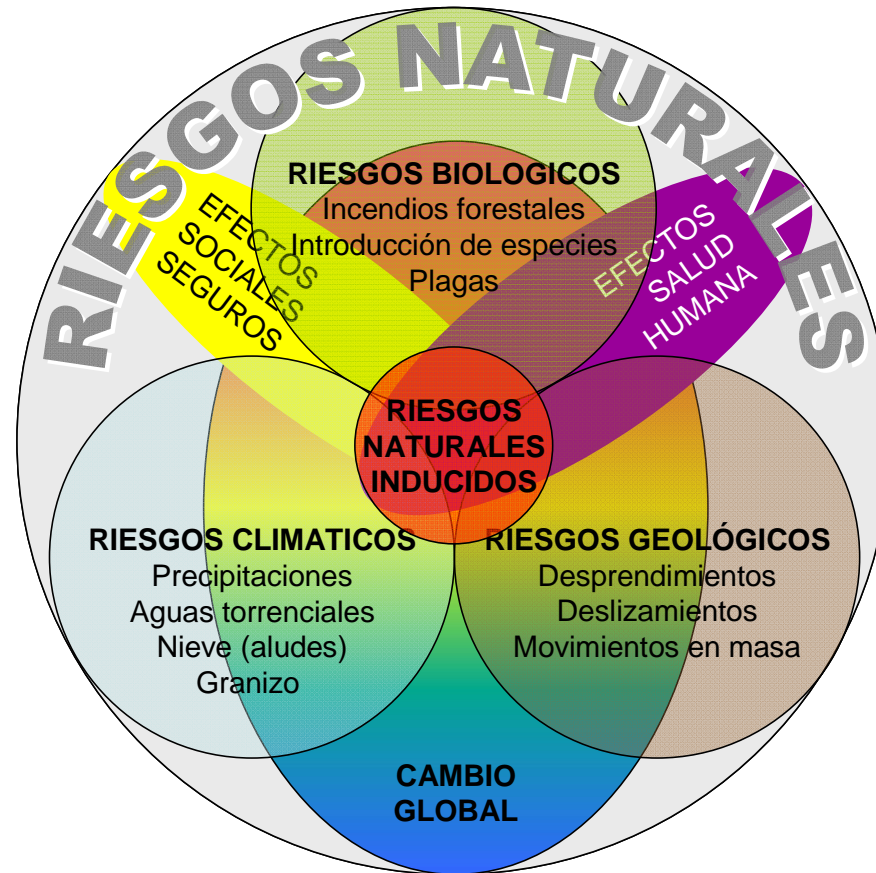 RIESGOS NATURALES
RIESGOS BIOLOGICOS
Incendios forestales
Introducción de especies
Plagas
EFECTOS
SOCIALES
SEGUROS
EFECTOS
SALUD
HUMANA
RIESGOS
NATURALES
INDUCIDOS
RIESGOS CLIMATICOS
Precipitaciones
Aguas torrenciales
Nieve (aludes)
Granizo
RIESGOS GEOLÓGICOS
Desprendimientos
Deslizamientos
Movimientos en masa
CAMBIO
GLOBAL